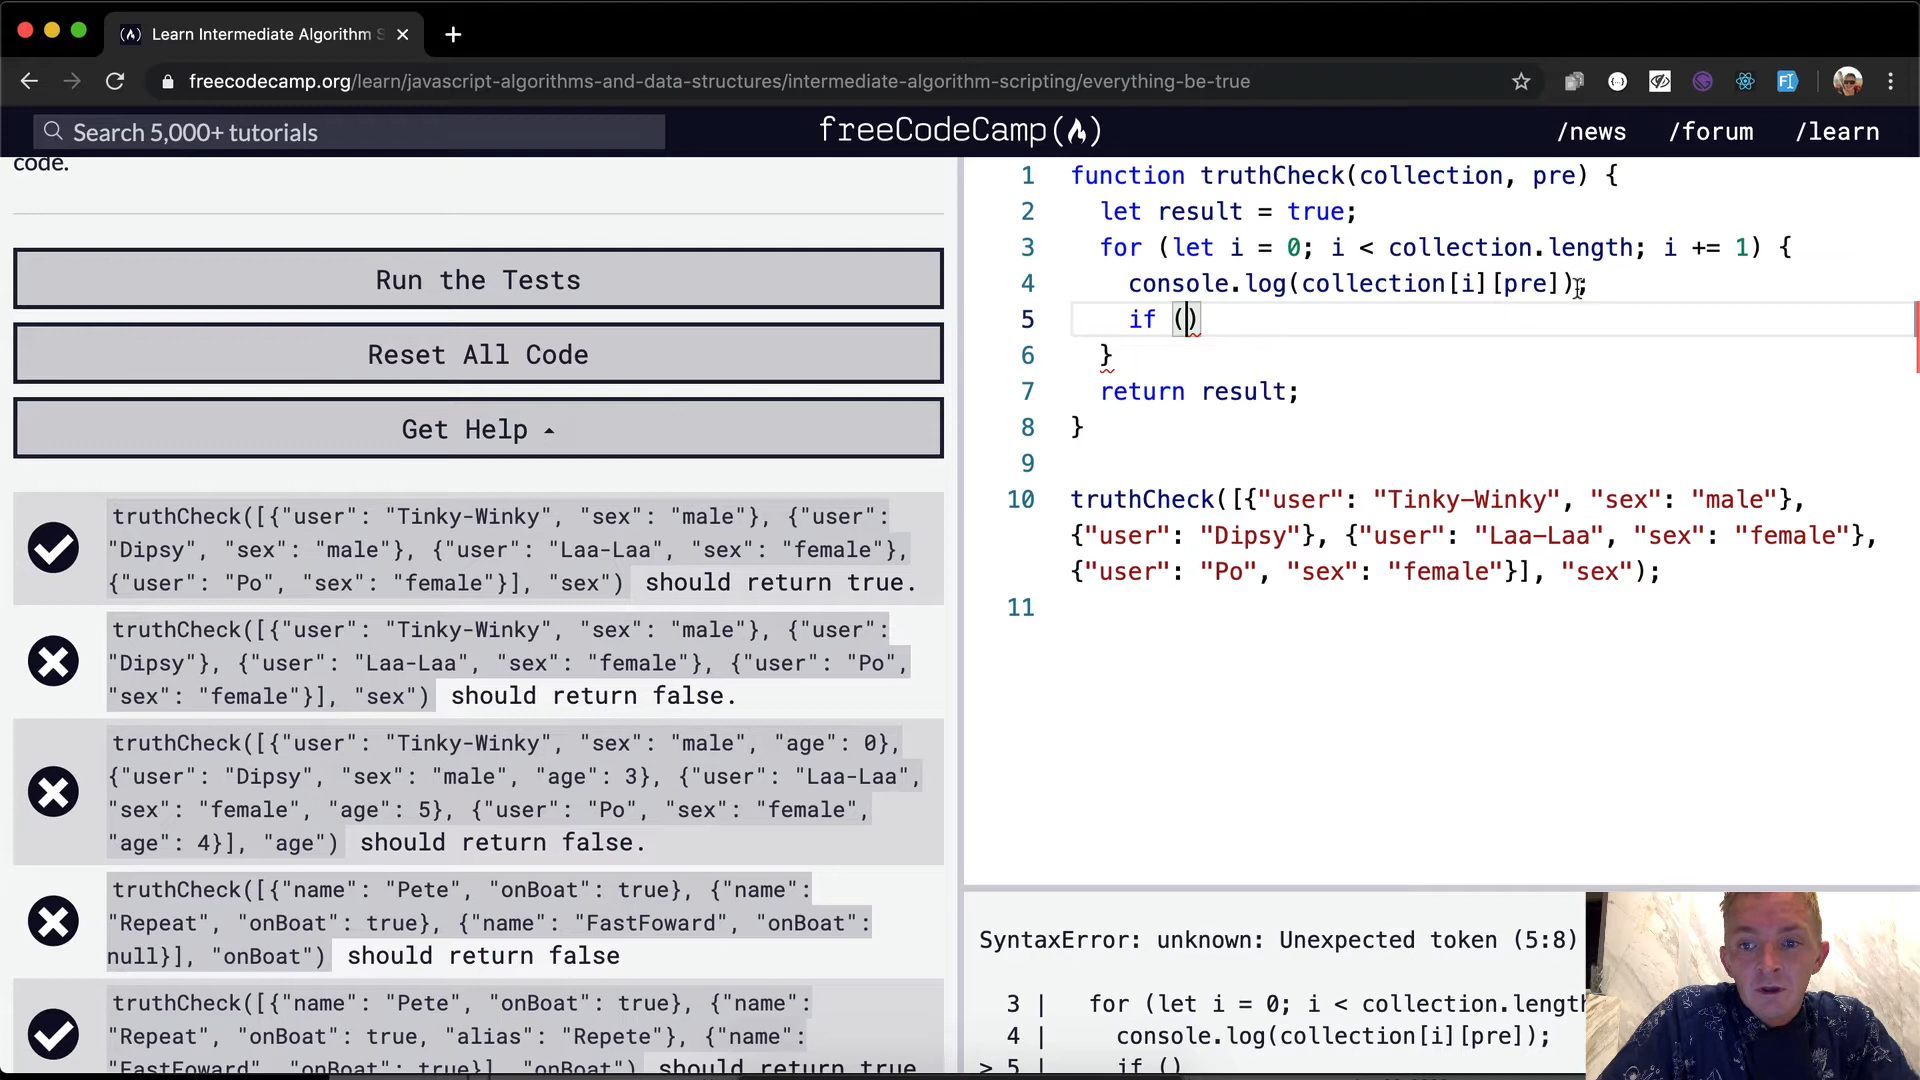 Learn Intermediate Algorithm S
freecodecamp.org/learn/javascript-algorithms-and-data-structures/intermediate-algorithm-scripting/everything-be-true
Search 5,000+ tutorials
freeCodeCamp
/news /forum /learn
code.
Run the Tests
Reset All Code
Get Help
truthCheck([{"user": "Tinky-Winky", "sex": "male"}, {"user":
"Dipsy", "sex": "male"}, {"user": "Laa-Laa", "sex": "female"},
{"user": "Po", "sex": "female"}], "sex") should return true.
truthCheck([{"user": "Tinky-Winky", "sex": "male"}, {"user":
"Dipsy"}, {"user": "Laa-Laa", "sex": "female"}, {"user": "Po",
"sex": "female"}], "sex") should return false.
truthCheck([{"user": "Tinky-Winky", "sex": "male", "age": 0},
{"user": "Dipsy", "sex": "male", "age": 3}, {"user": "Laa-Laa",
"sex": "female", "age": 5}, {"user": "Po", "sex": "female",
"age": 4}], "age") should return false.
truthCheck([{"name": "Pete", "onBoat": true}, {"name":
"Repeat", "onBoat": true}, {"name": "FastFoward", "onBoat":
null}], "onBoat") should return false
truthCheck([{"name": "Pete", "onBoat": true}, {"name":
"Repeat", "onBoat": true, "alias": "Repete"}, {"name":
"FastFoward", "onBoat": true}], "onBoat") should return true
1 function truthCheck(collection, pre) {
2 let result = true;
3 for (let i = 0; i < collection.length; i += 1) {
4 console.log(collection[i][pre]);
5 if ()
6 }
7 return result;
8 }
9
10 truthCheck([{"user": "Tinky-Winky", "sex": "male"},
{"user": "Dipsy"}, {"user": "Laa-Laa", "sex": "female"},
{"user": "Po", "sex": "female"}], "sex");
11
SyntaxError: unknown: Unexpected token (5:8)
3 | for (let i = 0; i < collection.length
4 | console.log(collection[i][pre]);
> 5 | if ()